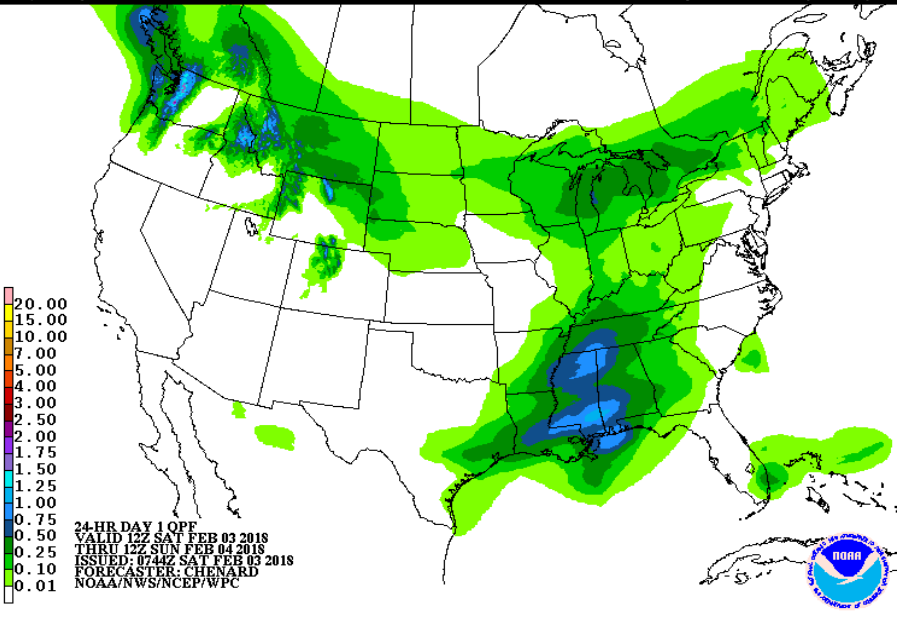 20.00
15.00
10.00
7.00
5.00
4.00
3.00
2.50
2.00
1.75
1.50
1.25
1.00
0.75
0.50
0.25
0.10
0.01
24-HR DAY 1 QPF
VALID 12Z SAT FEB 03 2018
THRU 12Z SUN FEB 04 2018
ISSUED: 0744Z SAT FEB 03 2018
FORECASTER: CHENARD
NOAA/NWS/NCEP/WPC
NOAA